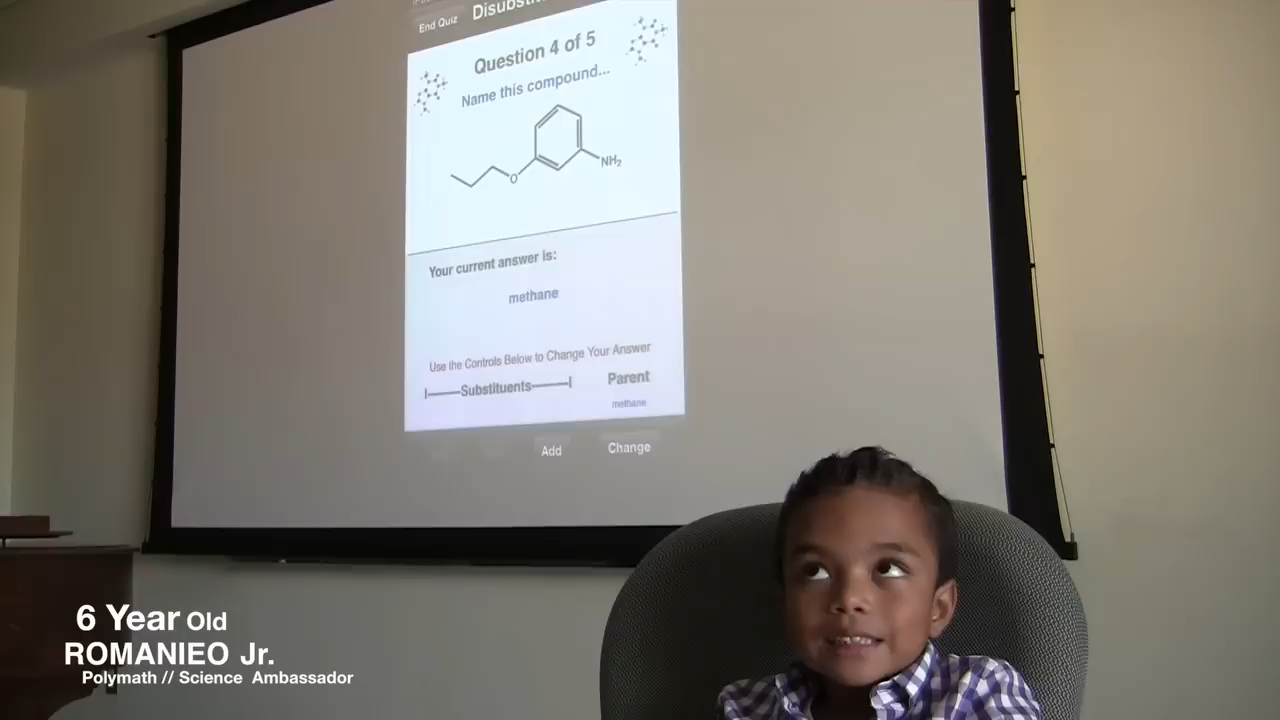 End Quiz
Question 4 of 5
Name this compound...
O
NH₂
Your current answer is:
methane
Use the Controls Below to Change Your Answer
Substituents
Parent
methane
Add
Change
6 Year Old
ROMANIEO Jr.
Polymath // Science Ambassador